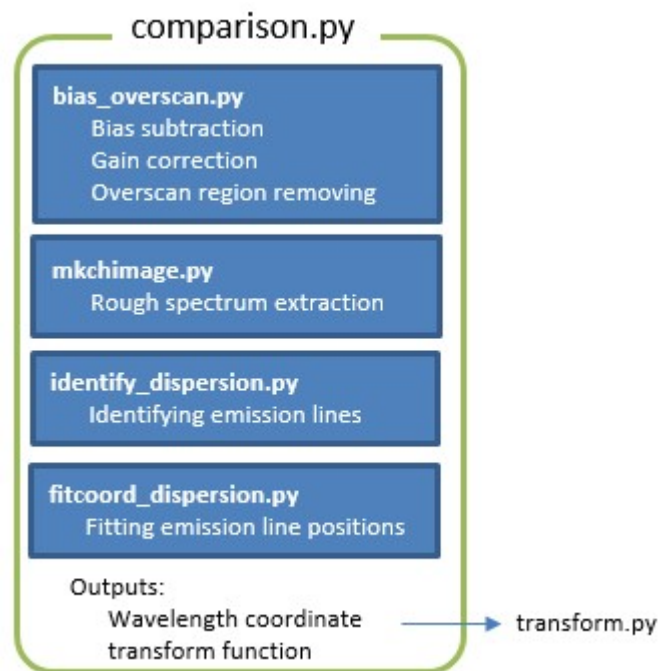 comparison.py
bias_overscan.py
Bias subtraction
Gain correction
Overscan region removing
mkchimage.py
Rough spectrum extraction
identify_dispersion.py
Identifying emission lines
fitcoord_dispersion.py
Fitting emission line positions
Outputs:
Wavelength coordinate
transform function
transform.py